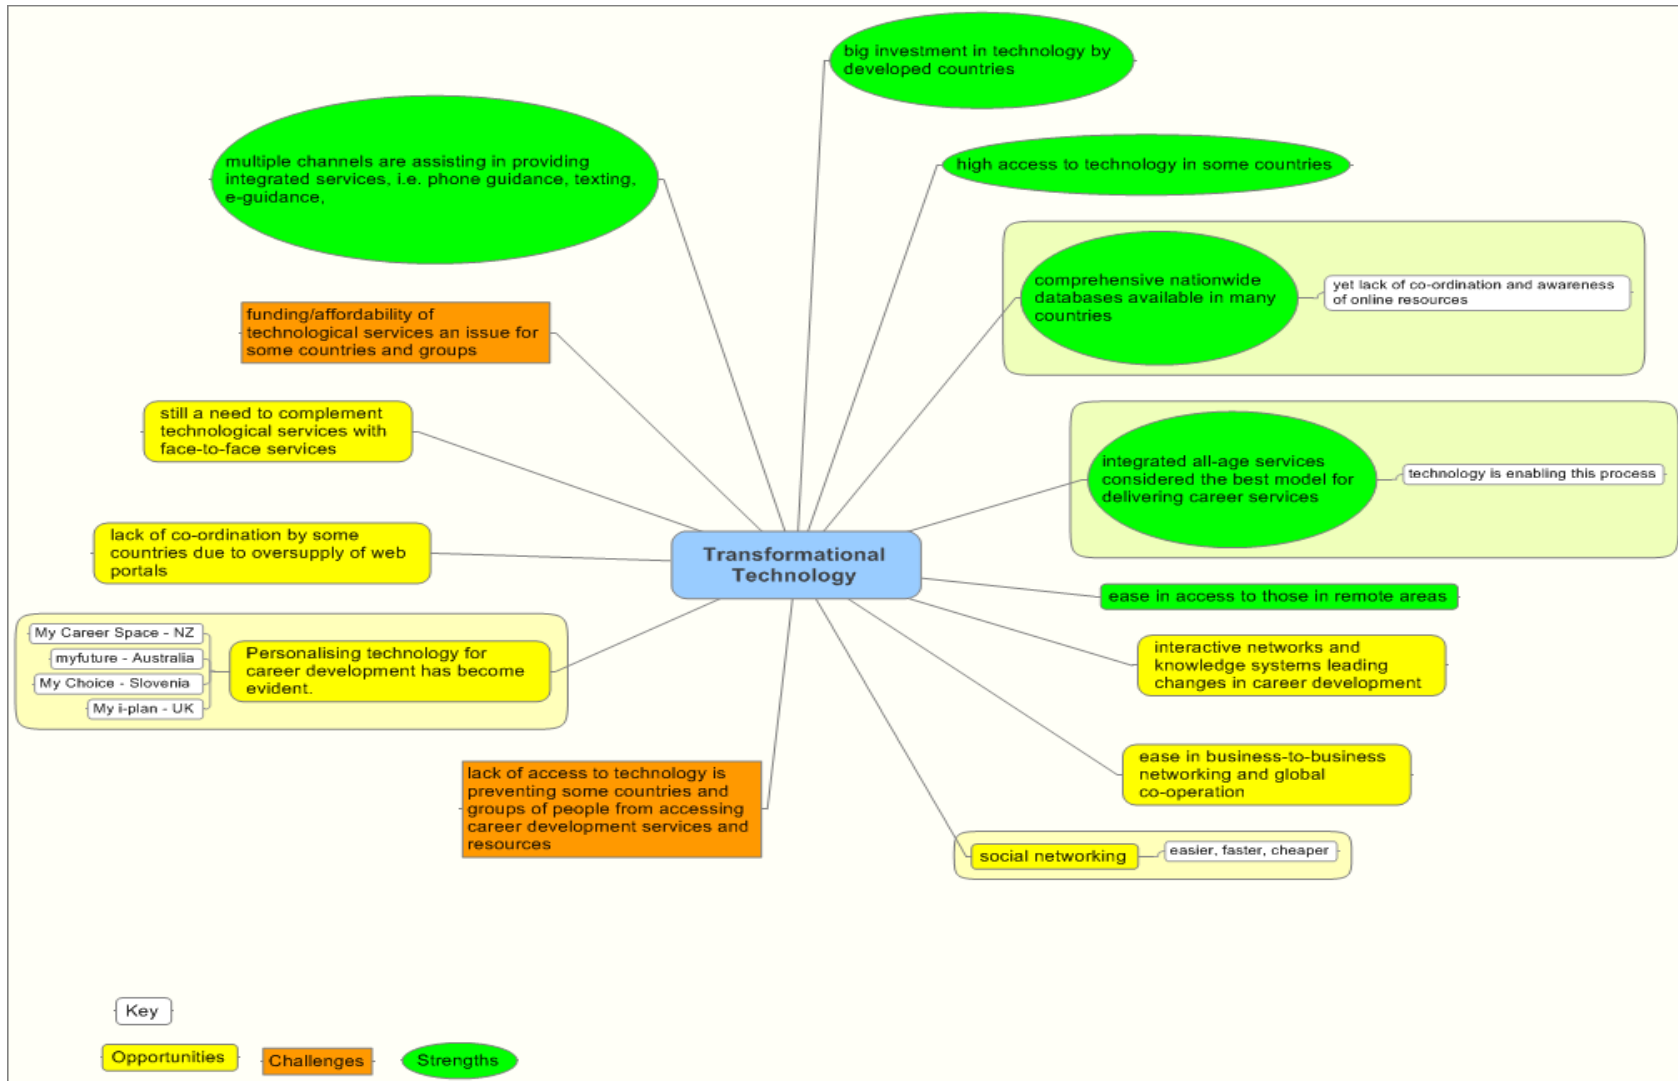 big investment in technology by
developed countries
multiple channels are assisting in providing
integrated services, i.e. phone guidance, texting,
e-guidance,
high access to technology in some countries
comprehensive nationwide
databases available in many
countries
yet lack of co-ordination and awareness
of online resources
funding/affordability of
technological services an issue for
some countries and groups
still a need to complement
technological services with
face-to-face services
integrated all-age services
considered the best model for
delivering career services
technology is enabling this process
lack of co-ordination by some
countries due to oversupply of web
portals
Transformational
Technology
ease in access to those in remote areas
My Career Space - NZ
myfuture - Australia
My Choice - Slovenia
My i-plan - UK
Personalising technology for
career development has become
evident.
interactive networks and
knowledge systems leading
changes in career development
ease in business-to-business
networking and global
co-operation
lack of access to technology is
preventing some countries and
groups of people from accessing
career development services and
resources
social networking
easier, faster, cheaper
Key
Opportunities
Challenges
Strengths